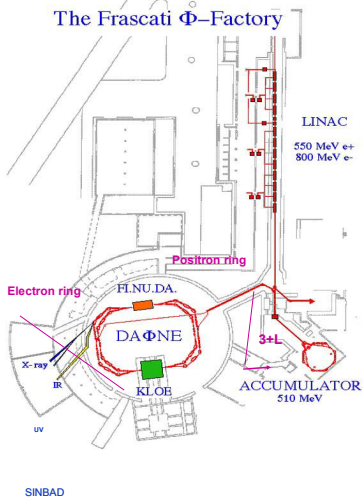 The Frascati Φ–Factory
LINAC
550 MeV e+
800 MeV e-
Positron ring
Electron ring
FI.NU.DA.
DAΦNE
3+L
X-ray
IR
KLOE
ACCUMULATOR
510 MeV
UV
SINBAD